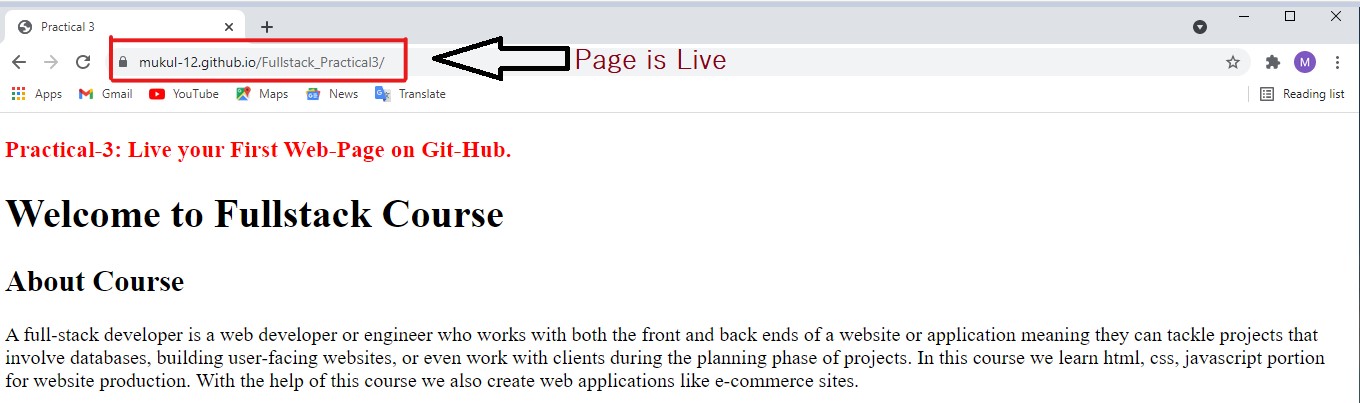 Practical 3
mukul-12.github.io/Fullstack_Practical3/
Page is Live
M
Apps Gmail YouTube Maps News Translate Reading list
Practical-3: Live your First Web-Page on Git-Hub.
Welcome to Fullstack Course
About Course
A full-stack developer is a web developer or engineer who works with both the front and back ends of a website or application meaning they can tackle projects that
involve databases, building user-facing websites, or even work with clients during the planning phase of projects. In this course we learn html, css, javascript portion
for website production. With the help of this course we also create web applications like e-commerce sites.